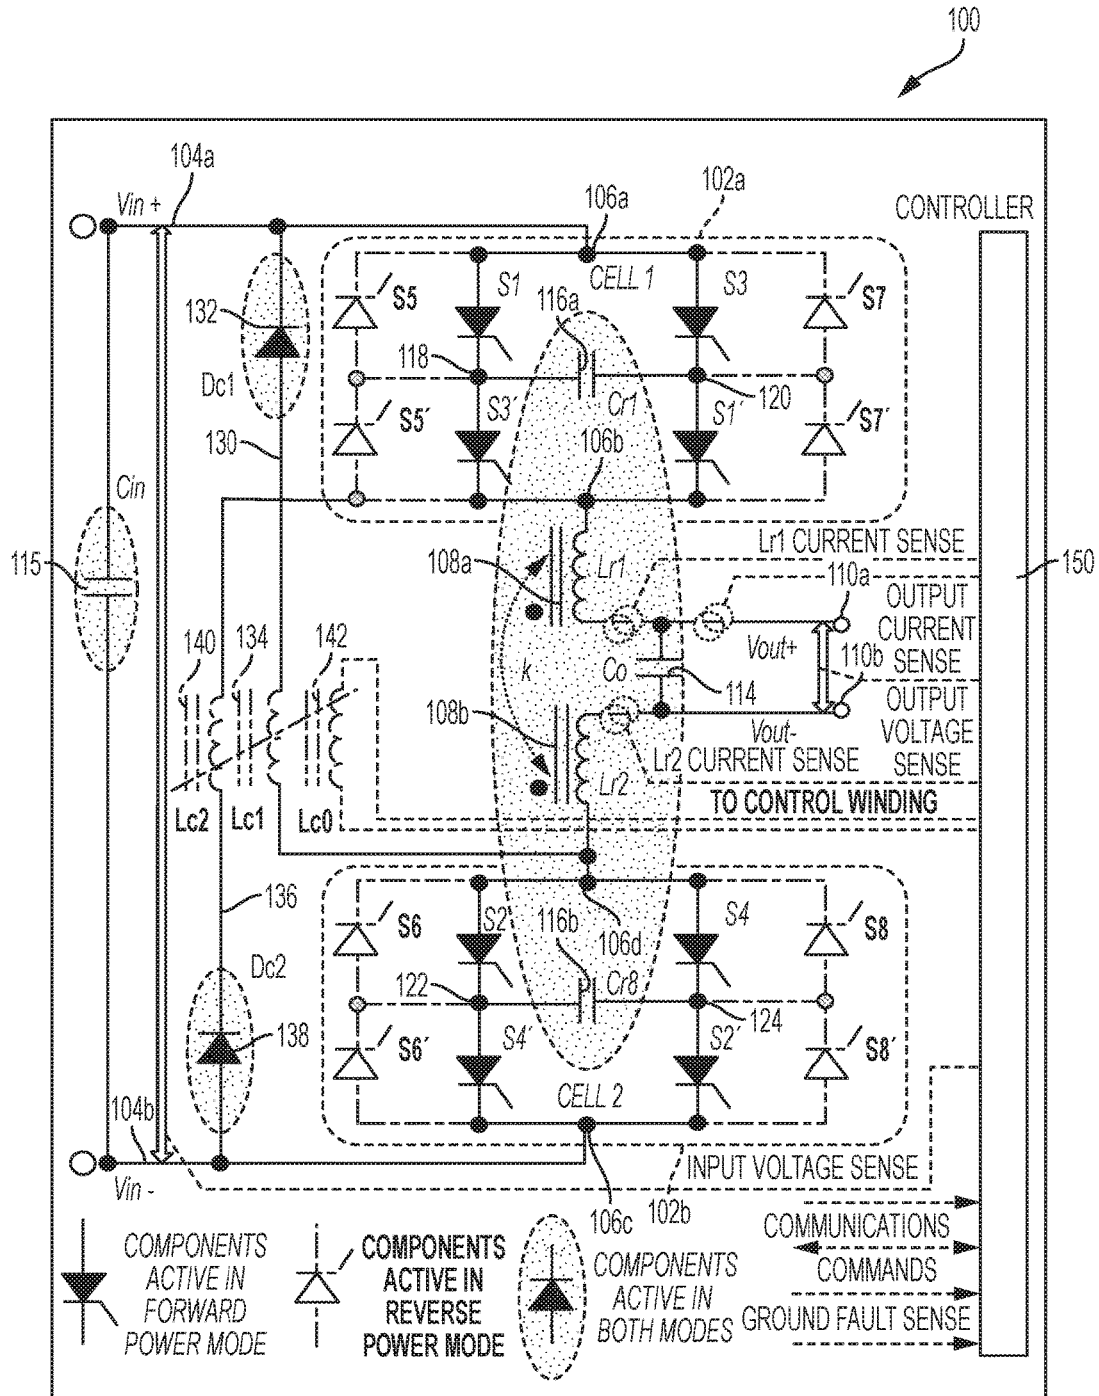 100
104a
Vin +
106a
102a
CONTROLLER
S5
S1
CELL 1
S3
S7
132
116a
118
Dc1
Cr1
120
S5´
S3´
S1´
S7´
130
106b
Cin
115
108a
Lr1
Lr1 CURRENT SENSE
150
110a
OUTPUT
CURRENT
SENSE
140
134
142
k
Co
Vout+
110b
114
108b
Vout-
OUTPUT
VOLTAGE
SENSE
Lr2
Lr2 CURRENT SENSE
Lc2
Lc1
Lc0
TO CONTROL WINDING
136
S6
S2
116b
106d
S4
S8
Dc2
122
Cr8
124
138
S6´
S4´
S2´
S8´
CELL 2
104b
Vin -
INPUT VOLTAGE SENSE
106c
102b
COMPONENTS
ACTIVE IN
FORWARD
POWER MODE
COMPONENTS
ACTIVE IN
REVERSE
POWER MODE
COMPONENTS
ACTIVE IN
BOTH MODES
COMMUNICATIONS
COMMANDS
GROUND FAULT SENSE